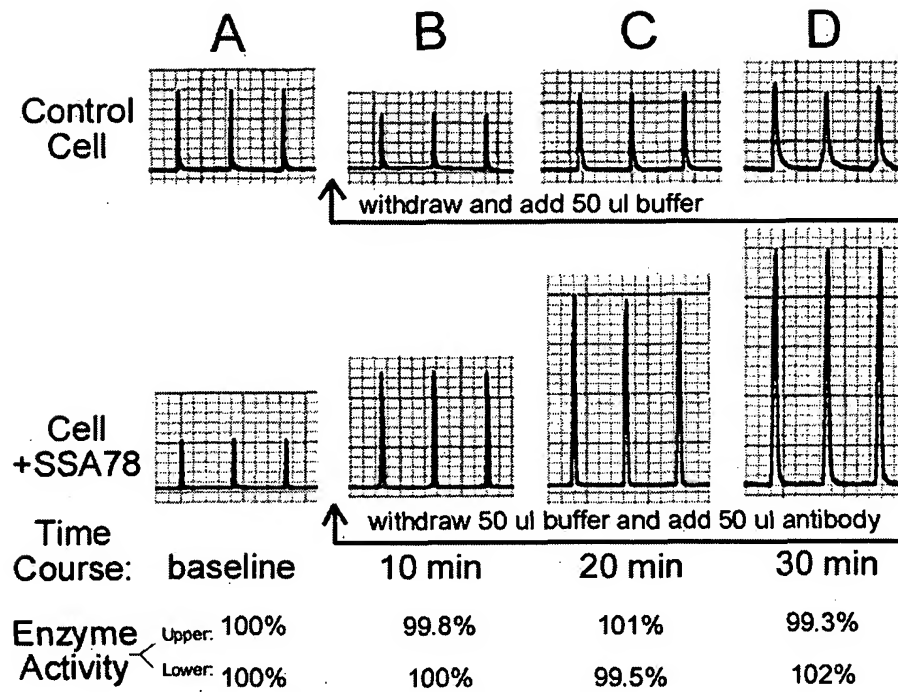 A B C D
Control
Cell
withdraw and add 50 ul buffer
Cell
+SSA78
withdraw 50 ul buffer and add 50 ul antibody
Time
Course: baseline 10 min 20 min 30 min
Enzyme
Activity
Upper: 100% 99.8% 101% 99.3%
Lower: 100% 100% 99.5% 102%